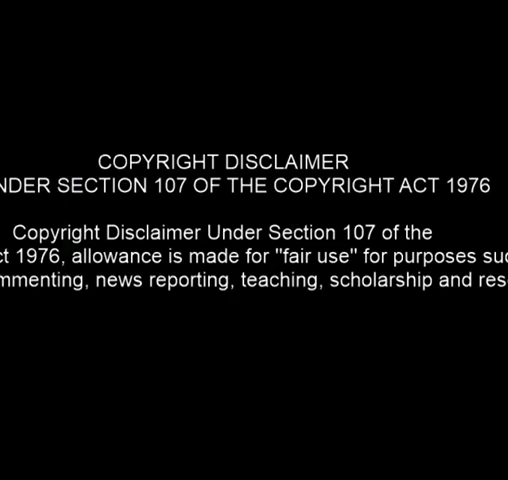 COPYRIGHT DISCLAIMER
NDER SECTION 107 OF THE COPYRIGHT ACT 1976
Copyright Disclaimer Under Section 107 of the
ct 1976, allowance is made for "fair use" for purposes suc
mmenting, news reporting, teaching, scholarship and res